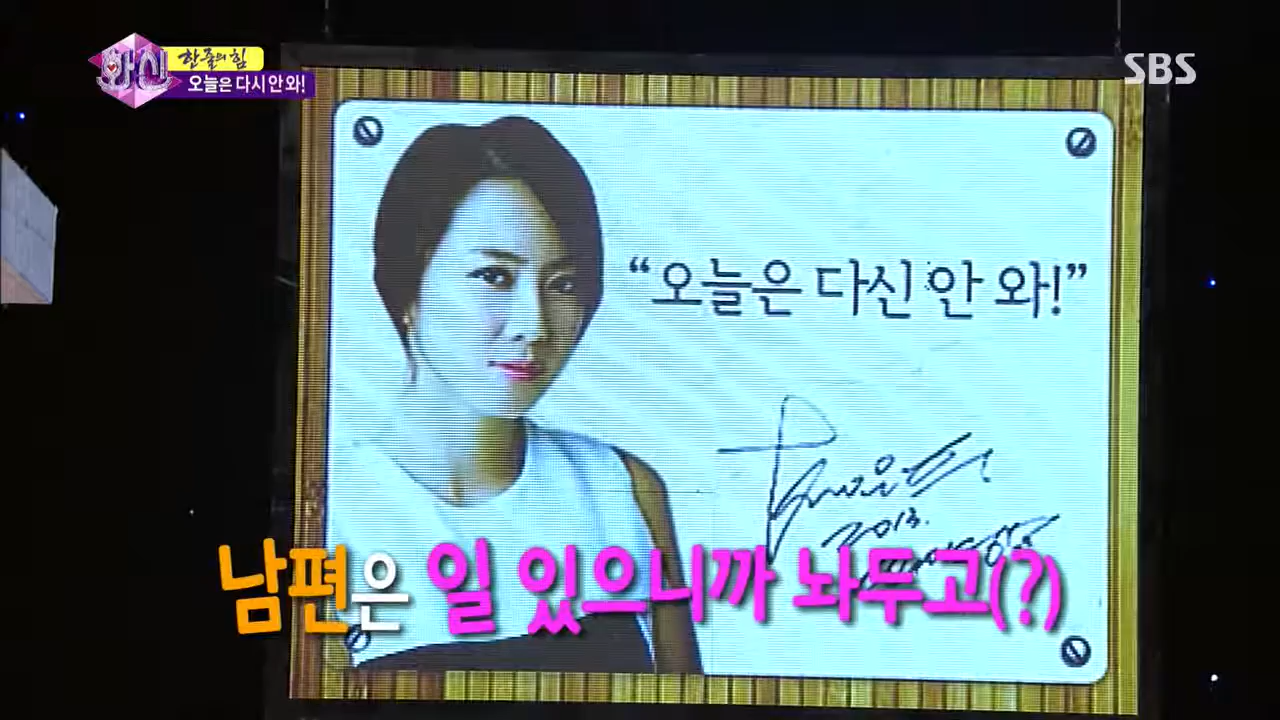 화신
한 줄의 힘
오늘은 다시 안 와!
SBS
“오늘은 다신 안 와!”
2013.
남편은 일 있으니까 놔두고(?)